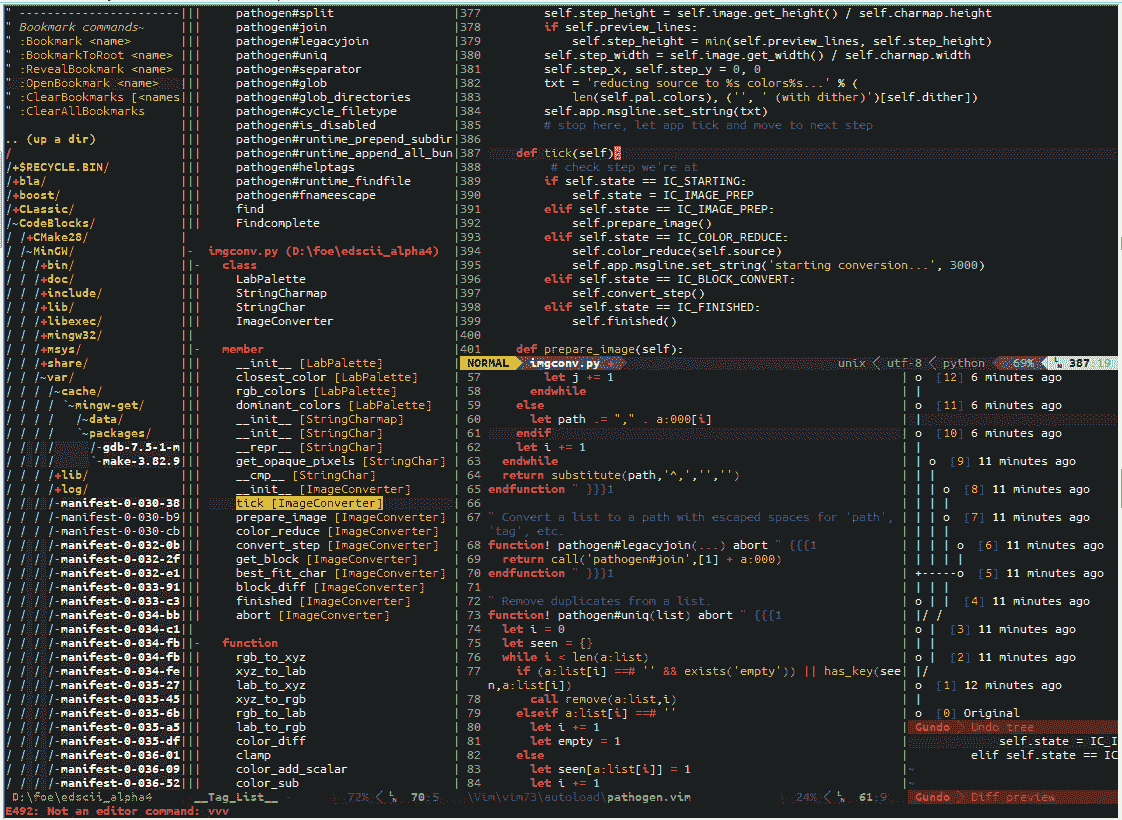 " ----------------------
" Bookmark commands~
" :Bookmark <name>
" :BookmarkToRoot <name>
" :RevealBookmark <name>
" :OpenBookmark <name>
" :ClearBookmarks [<names
" :ClearAllBookmarks
.. (up a dir)
/
/+$RECYCLE.BIN/
/+bla/
/+boost/
/+CLassic/
/~CodeBlocks/
/ /+CMake28/
/ /~MinGW/
/ / /+bin/
/ / /+doc/
/ / /+include/
/ / /+lib/
/ / /+libexec/
/ / /+mingw32/
/ / /+msys/
/ / /+share/
/ / /~var/
/ / / /~cache/
/ / / / `~mingw-get/
/ / / /   /~data/
/ / / /   `~packages/
/ / / /     /-gdb-7.5-1-m
/ / / /     `-make-3.82.9
/ / / /+lib/
/ / / /+log/
/ / / /-manifest-0-030-38
/ / / /-manifest-0-030-b9
/ / / /-manifest-0-030-cb
/ / / /-manifest-0-032-0b
/ / / /-manifest-0-032-2f
/ / / /-manifest-0-032-e1
/ / / /-manifest-0-033-91
/ / / /-manifest-0-033-c3
/ / / /-manifest-0-034-bb
/ / / /-manifest-0-034-c1
/ / / /-manifest-0-034-fb
/ / / /-manifest-0-034-fb
/ / / /-manifest-0-034-fe
/ / / /-manifest-0-035-27
/ / / /-manifest-0-035-45
/ / / /-manifest-0-035-6b
/ / / /-manifest-0-035-a5
/ / / /-manifest-0-035-df
/ / / /-manifest-0-036-01
/ / / /-manifest-0-036-09
/ / / /-manifest-0-036-52
D:\foe\edscii_alpha4
pathogen#split
pathogen#join
pathogen#legacyjoin
pathogen#uniq
pathogen#separator
pathogen#glob
pathogen#glob_directories
pathogen#cycle_filetype
pathogen#is_disabled
pathogen#runtime_prepend_subdir
pathogen#runtime_append_all_bun
pathogen#helptags
pathogen#runtime_findfile
pathogen#fnameescape
find
Findcomplete
- imgconv.py (D:\foe\edscii_alpha4)
- class
LabPalette
StringCharmap
StringChar
ImageConverter
- member
__init__ [LabPalette]
closest_color [LabPalette]
rgb_colors [LabPalette]
dominant_colors [LabPalette]
__init__ [StringCharmap]
__init__ [StringChar]
__repr__ [StringChar]
get_opaque_pixels [StringChar]
__cmp__ [StringChar]
__init__ [ImageConverter]
tick [ImageConverter]
prepare_image [ImageConverter]
color_reduce [ImageConverter]
convert_step [ImageConverter]
get_block [ImageConverter]
best_fit_char [ImageConverter]
block_diff [ImageConverter]
finished [ImageConverter]
abort [ImageConverter]
- function
rgb_to_xyz
xyz_to_lab
lab_to_xyz
xyz_to_rgb
rgb_to_lab
lab_to_rgb
color_diff
clamp
color_add_scalar
color_sub
__Tag_List__ - 72% 70:5
377         self.step_height = self.image.get_height() / self.charmap.height
378         if self.preview_lines:
379             self.step_height = min(self.preview_lines, self.step_height)
380         self.step_width = self.image.get_width() / self.charmap.width
381         self.step_x, self.step_y = 0, 0
382         txt = 'reducing source to %s colors%s...' % (
383             len(self.pal.colors), ('', ' (with dither)')[self.dither])
384         self.app.msgline.set_string(txt)
385         # stop here, let app tick and move to next step
386
387     def tick(self):
388         # check step we're at
389         if self.state == IC_STARTING:
390             self.state = IC_IMAGE_PREP
391         elif self.state == IC_IMAGE_PREP:
392             self.prepare_image()
393         elif self.state == IC_COLOR_REDUCE:
394             self.color_reduce(self.source)
395             self.app.msgline.set_string('starting conversion...', 3000)
396         elif self.state == IC_BLOCK_CONVERT:
397             self.convert_step()
398         elif self.state == IC_FINISHED:
399             self.finished()
400
401     def prepare_image(self):
NORMAL imgconv.py + unix utf-8 python 69% 387:19
57         let j += 1
58       endwhile
59     else
60       let path .= "," . a:000[i]
61     endif
62     let i += 1
63   endwhile
64   return substitute(path,'^,','','')
65 endfunction " }}}1
66
67 " Convert a list to a path with escaped spaces for 'path',
'tag', etc.
68 function! pathogen#legacyjoin(...) abort " {{{1
69   return call('pathogen#join',[1] + a:000)
70 endfunction " }}}1
71
72 " Remove duplicates from a list.
73 function! pathogen#uniq(list) abort " {{{1
74   let i = 0
75   let seen = {}
76   while i < len(a:list)
77     if (a:list[i] ==# '' && exists('empty')) || has_key(see
n,a:list[i])
78       call remove(a:list,i)
79     elseif a:list[i] ==# ''
80       let i += 1
81       let empty = 1
82     else
83       let seen[a:list[i]] = 1
84       let i += 1
\Vim\vim73\autoload\pathogen.vim 24% 61:9
o  [12] 6 minutes ago
|
o  [11] 6 minutes ago
|
o  [10] 6 minutes ago
|
| o  [9] 11 minutes ago
| | |
| | o  [8] 11 minutes ago
| | | |
| | | o  [7] 11 minutes ago
| | | |
| | | | o  [6] 11 minutes ago
| | | | |
+-----o  [5] 11 minutes ago
o | |  [4] 11 minutes ago
|/ /
o |  [3] 11 minutes ago
| |
o |  [2] 11 minutes ago
|/
o  [1] 12 minutes ago
|
o  [0] Original
Gundo Undo tree
self.state = IC_I
elif self.state == IC
~
~
Gundo Diff preview
E492: Not an editor command: vvv